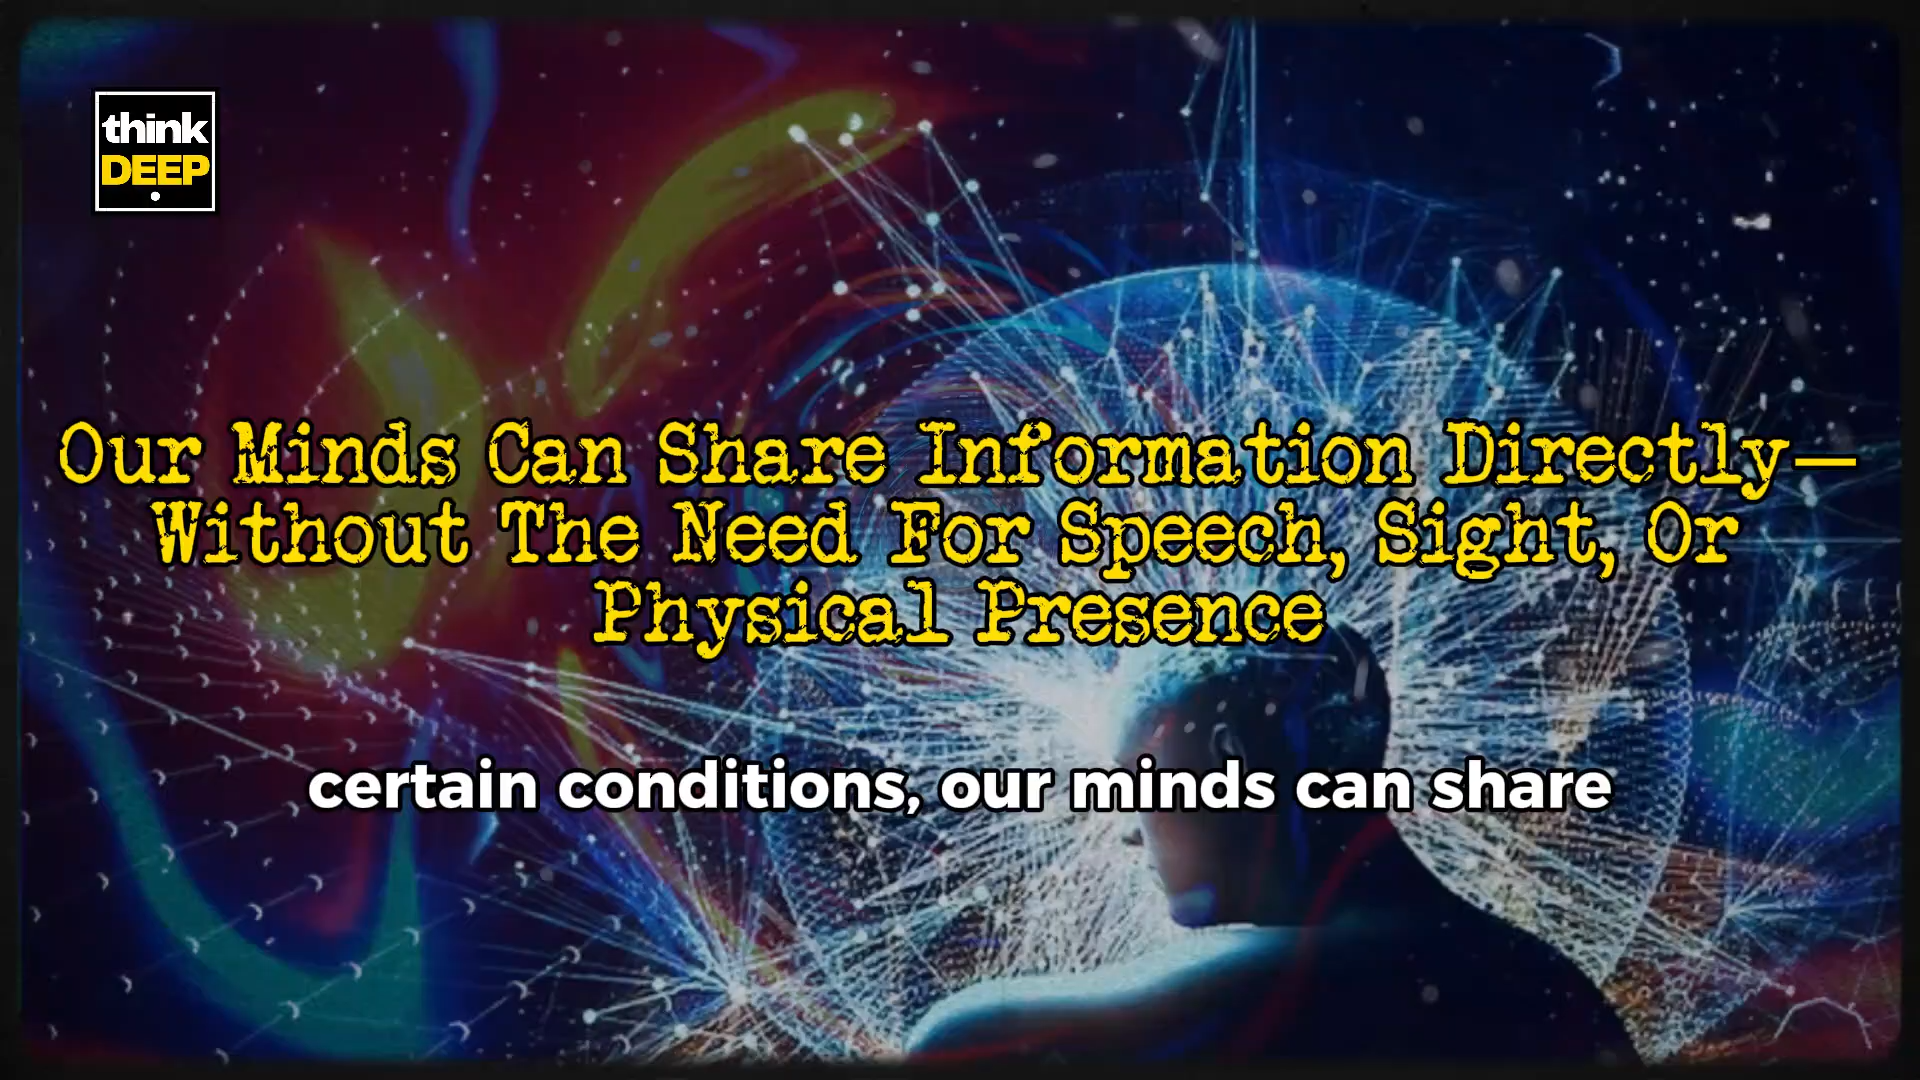 think
DEEP
Our Minds Can Share Information Directly—
Without The Need For Speech, Sight, Or
Physical Presence
certain conditions, our minds can share